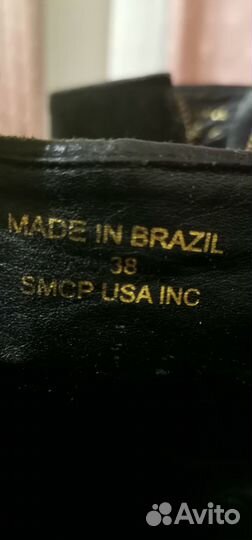 MADE IN BRAZIL
38
SMCP USA INC
Avito